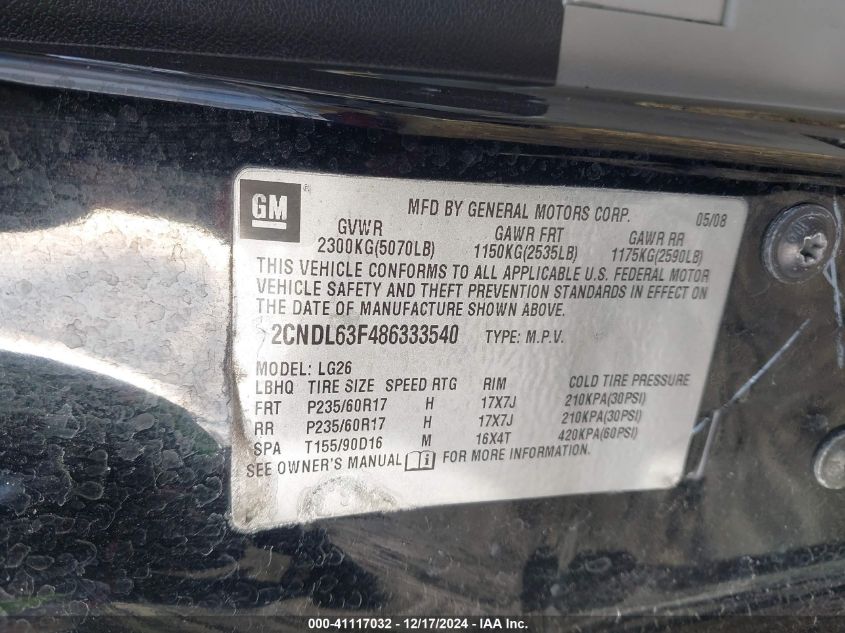 GM ®
MFD BY GENERAL MOTORS CORP. 05/08
GVWR GAWR FRT GAWR RR
2300KG(5070LB) 1150KG(2535LB) 1175KG(2590LB)
THIS VEHICLE CONFORMS TO ALL APPLICABLE U.S. FEDERAL MOTOR
VEHICLE SAFETY AND THEFT PREVENTION STANDARDS IN EFFECT ON
THE DATE OF MANUFACTURE SHOWN ABOVE.
2CNDL63F486333540 TYPE: M.P.V.
MODEL: LG26
LBHQ TIRE SIZE SPEED RTG RIM COLD TIRE PRESSURE
FRT P235/60R17 H 17X7J 210KPA(30PSI)
RR P235/60R17 H 17X7J 210KPA(30PSI)
SPA T155/90D16 M 16X4T 420KPA(60PSI)
SEE OWNER'S MANUAL FOR MORE INFORMATION.
000-41117032 - 12/17/2024 - IAAI.com